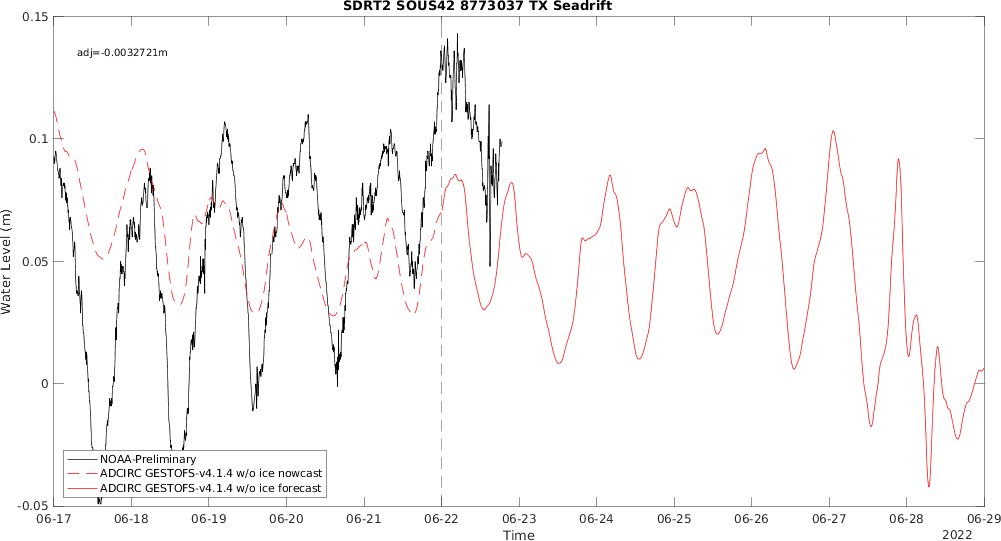 SDRT2 SOUS42 8773037 TX Seadrift
adj=-0.0032721m
0.15
0.1
0.05
0
-0.05
Water Level (m)
NOAA-Preliminary
ADCIRC GESTOFS-v4.1.4 w/o ice nowcast
ADCIRC GESTOFS-v4.1.4 w/o ice forecast
06-17 06-18 06-19 06-20 06-21 06-22 06-23 06-24 06-25 06-26 06-27 06-28 06-29
Time
2022